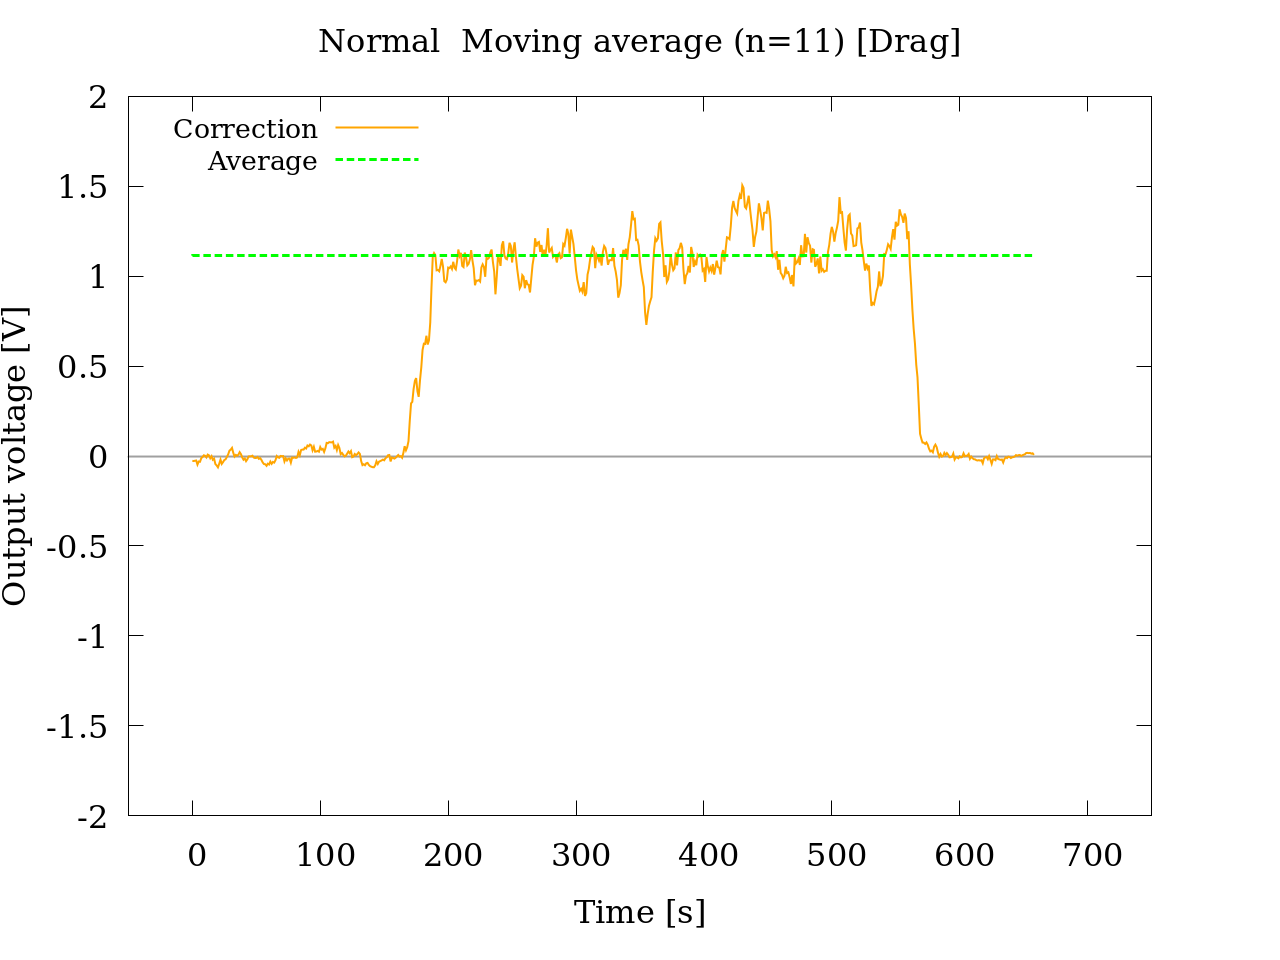 Normal  Moving average (n=11) [Drag]
Correction
Average
2
1.5
1
0.5
0
-0.5
-1
-1.5
-2
Output voltage [V]
0 100 200 300 400 500 600 700
Time [s]